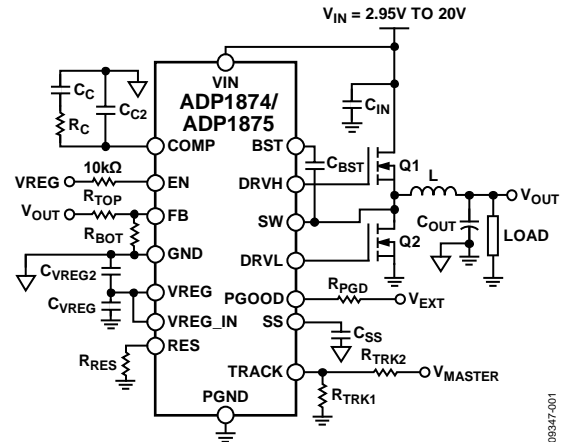 VIN = 2.95V TO 20V
VIN
ADP1874/
ADP1875
CC
CC2
RC
CIN
COMP
BST
Q1
10kΩ
CBST
VREG
EN
DRVH
L
RTOP
VOUT
VOUT
FB
SW
RBOT
COUT
LOAD
Q2
GND
DRVL
CVREG2
RPGD
VREG
PGOOD
VEXT
CVREG
VREG_IN
SS
CSS
RES
RRES
RTRK2
TRACK
VMASTER
PGND
RTRK1
09347-001